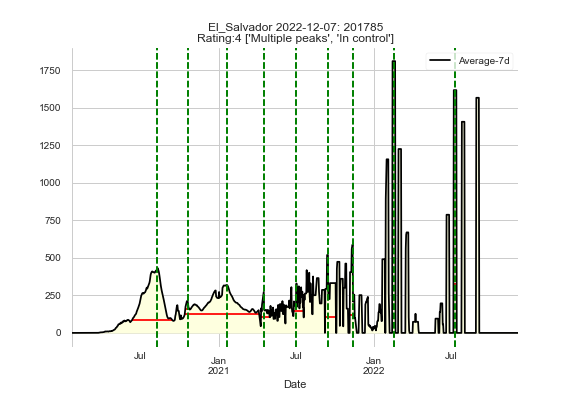 El_Salvador 2022-12-07: 201785
Rating:4 ['Multiple peaks', 'In control']
Average-7d
1750
1500
1250
1000
750
500
250
0
Jul
Jan
2021
Jul
Jan
2022
Jul
Date